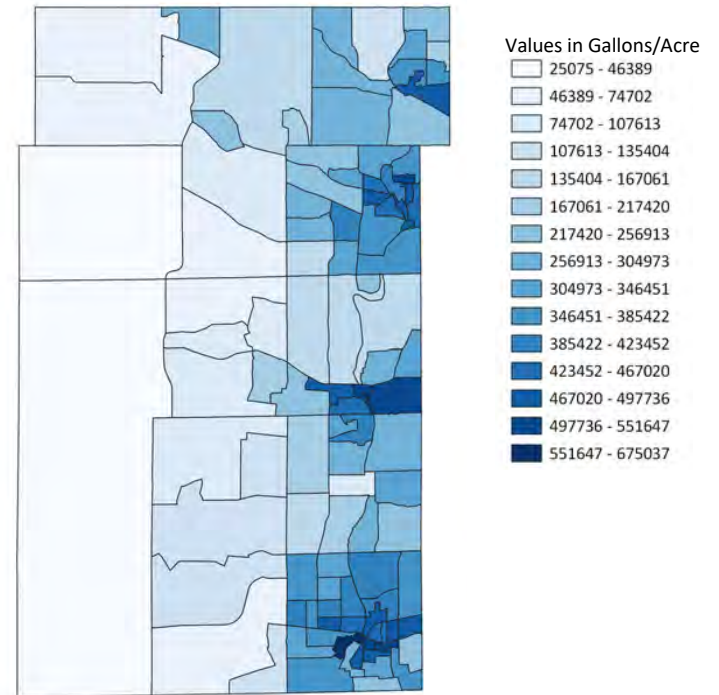 Values in Gallons/Acre
25075 - 46389
46389 - 74702
74702 - 107613
107613 - 135404
135404 - 167061
167061 - 217420
217420 - 256913
256913 - 304973
304973 - 346451
346451 - 385422
385422 - 423452
423452 - 467020
467020 - 497736
497736 - 551647
551647 - 675037